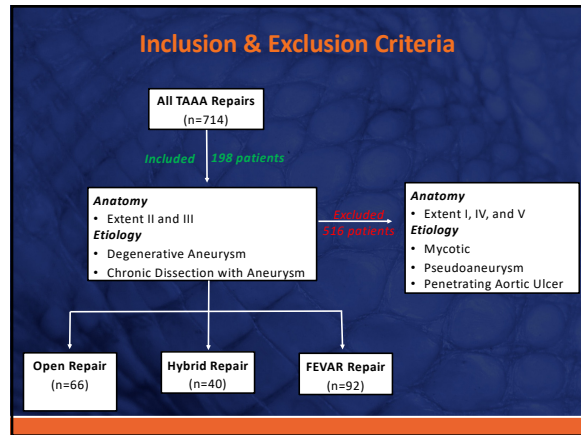 Inclusion & Exclusion Criteria
All TAAA Repairs
(n=714)
Included 198 patients
Anatomy
• Extent II and III
Etiology
• Degenerative Aneurysm
• Chronic Dissection with Aneurysm
Excluded
516 patients
Anatomy
• Extent I, IV, and V
Etiology
• Mycotic
• Pseudoaneurysm
• Penetrating Aortic Ulcer
Open Repair
(n=66)
Hybrid Repair
(n=40)
FEVAR Repair
(n=92)